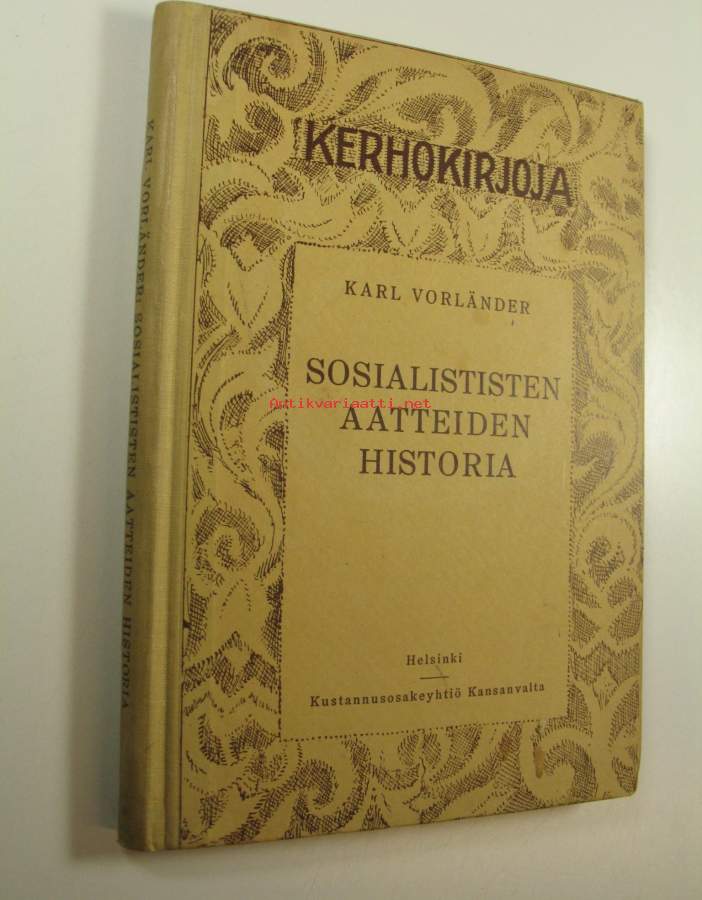 KERHOKIRJOJA
KARL VORLÄNDER
SOSIALISTISTEN
AATTEIDEN
HISTORIA
Helsinki
Kustannusosakeyhtiö Kansanvalta
KARL VORLÄNDER: SOSIALISTISTEN AATTEIDEN HISTORIA
Antikvariaatti.net